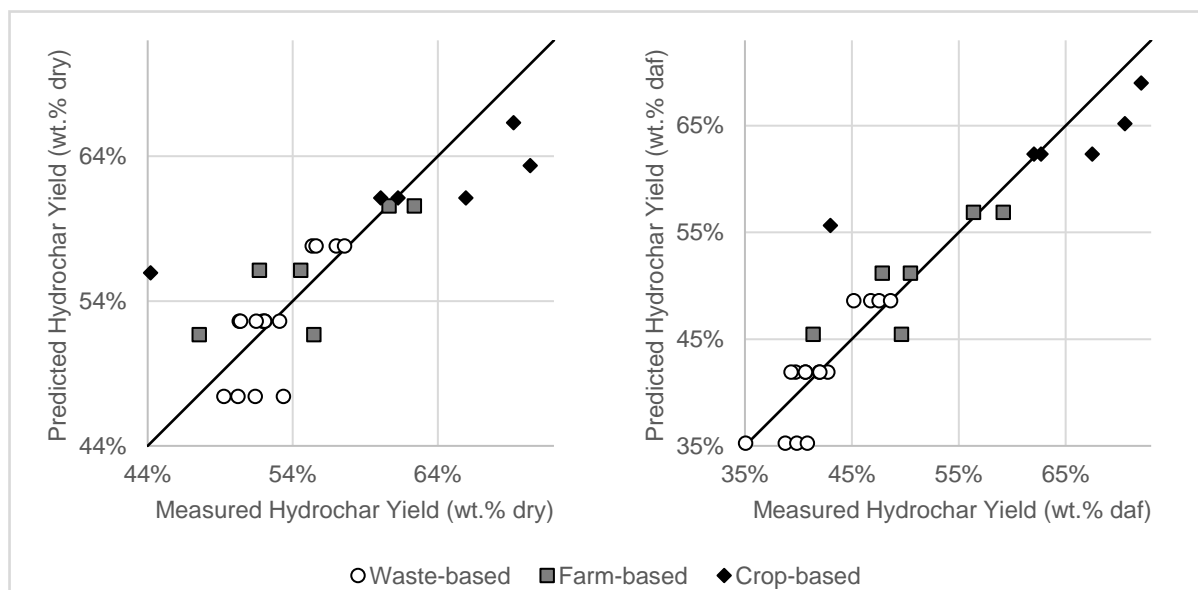 Predicted Hydrochar Yield (wt.% dry)
64%
54%
44%
44%
54%
64%
Measured Hydrochar Yield (wt.% dry)
Predicted Hydrochar Yield (wt.% daf)
65%
55%
45%
35%
35%
45%
55%
65%
Measured Hydrochar Yield (wt.% daf)
Waste-based
Farm-based
Crop-based